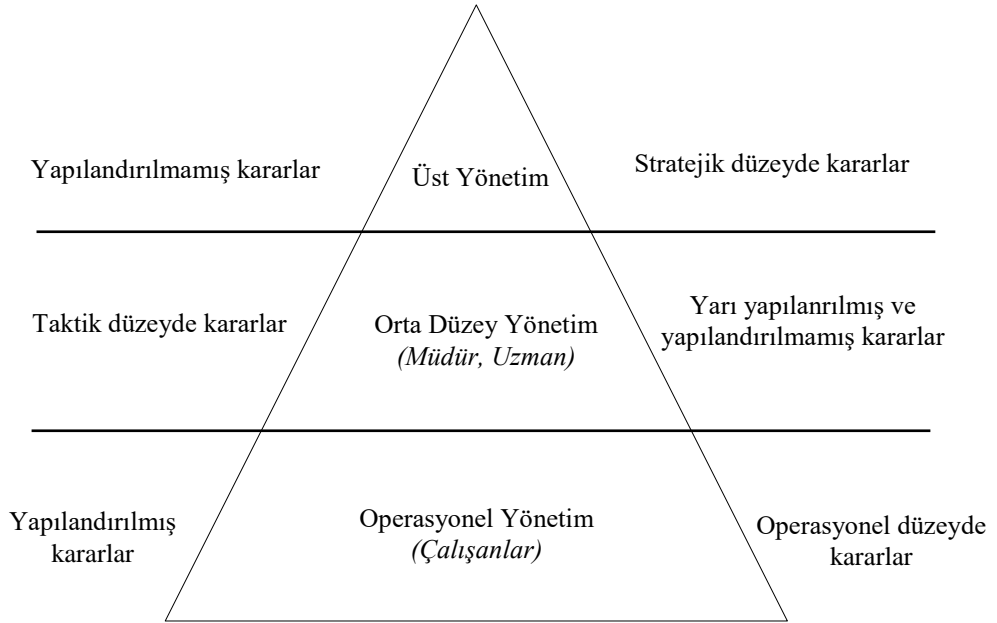 Yapılandırılmamış kararlar
Üst Yönetim
Stratejik düzeyde kararlar
Taktik düzeyde kararlar
Orta Düzey Yönetim
(Müdür, Uzman)
Yarı yapılanrılmış ve
yapılandırılmamış kararlar
Yapılandırılmış
kararlar
Operasyonel Yönetim
(Çalışanlar)
Operasyonel düzeyde
kararlar